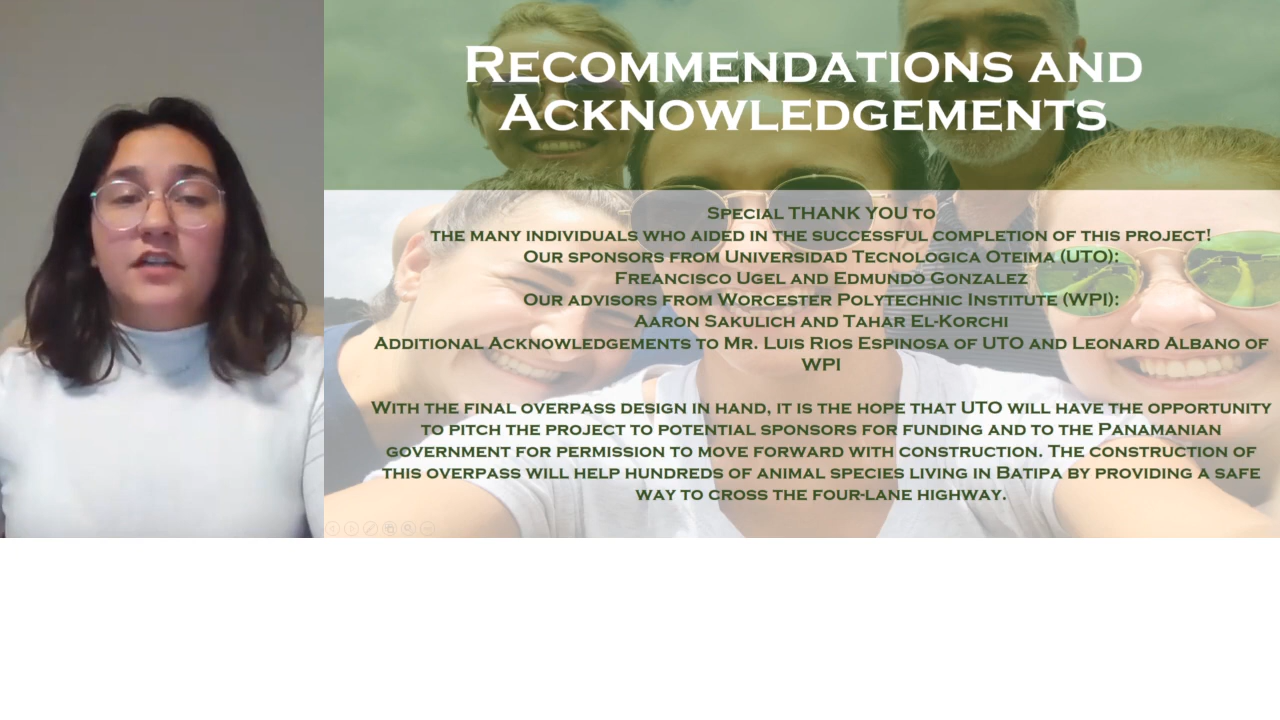 RECOMMENDATIONS AND
ACKNOWLEDGEMENTS
SPECIAL THANK YOU TO
THE MANY INDIVIDUALS WHO AIDED IN THE SUCCESSFUL COMPLETION OF THIS PROJECT!
OUR SPONSORS FROM UNIVERSIDAD TECNOLOGICA OTEIMA (UTO):
FREANCISCO UGEL AND EDMUNDO GONZALEZ
OUR ADVISORS FROM WORCESTER POLYTECHNIC INSTITUTE (WPI):
AARON SAKULICH AND TAHAR EL-KORCHI
ADDITIONAL ACKNOWLEDGEMENTS TO MR. LUIS RIOS ESPINOSA OF UTO AND LEONARD ALBANO OF
WPI
WITH THE FINAL OVERPASS DESIGN IN HAND, IT IS THE HOPE THAT UTO WILL HAVE THE OPPORTUNITY
TO PITCH THE PROJECT TO POTENTIAL SPONSORS FOR FUNDING AND TO THE PANAMANIAN
GOVERNMENT FOR PERMISSION TO MOVE FORWARD WITH CONSTRUCTION. THE CONSTRUCTION OF
THIS OVERPASS WILL HELP HUNDREDS OF ANIMAL SPECIES LIVING IN BATIPA BY PROVIDING A SAFE
WAY TO CROSS THE FOUR-LANE HIGHWAY.